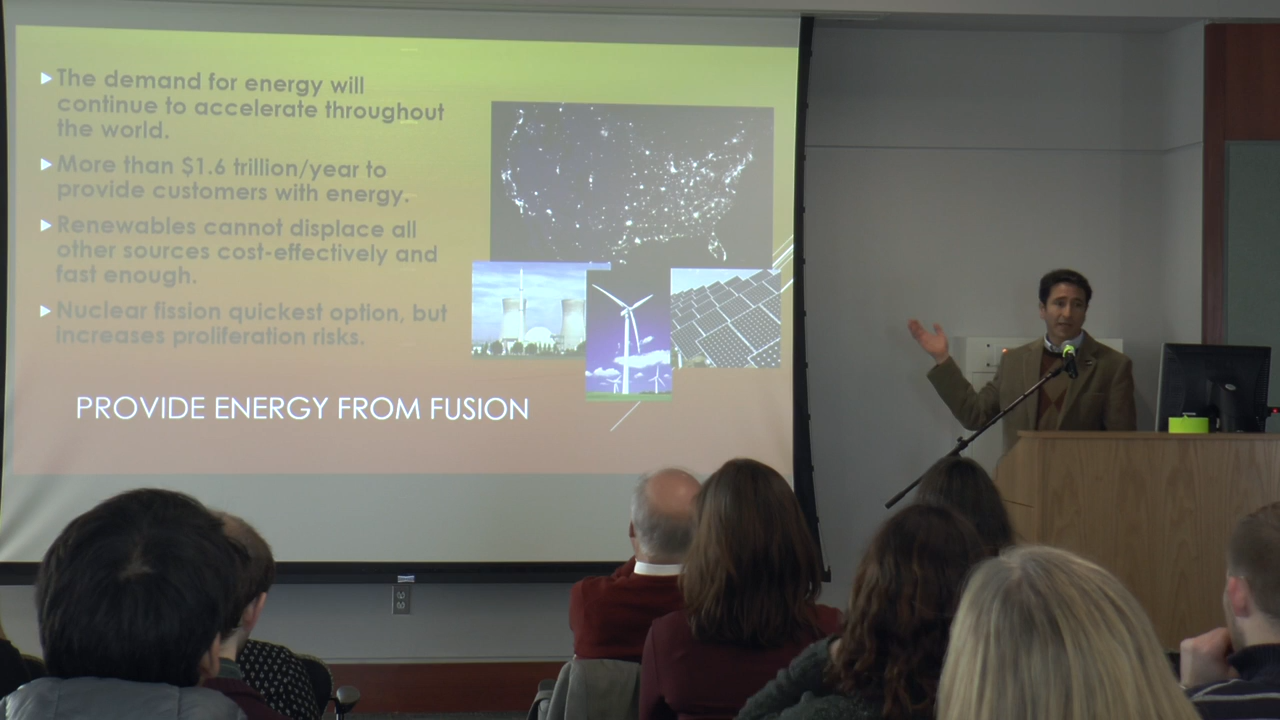 The demand for energy will
continue to accelerate throughout
the world.
More than $1.6 trillion/year to
provide customers with energy.
Renewables cannot displace all
other sources cost-effectively and
fast enough.
Nuclear fission quickest option, but
increases proliferation risks.
PROVIDE ENERGY FROM FUSION